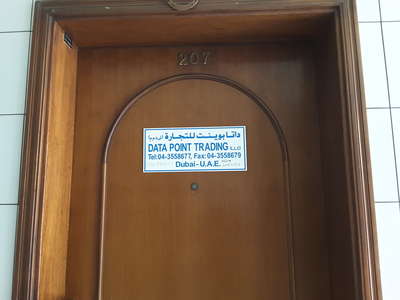 207
داتا بوينت للتجارة ش.ذ.م.م
DATA POINT TRADING L.L.C
Tel:04-3558677, Fax:04-3558679
Dubai-U.A.E.